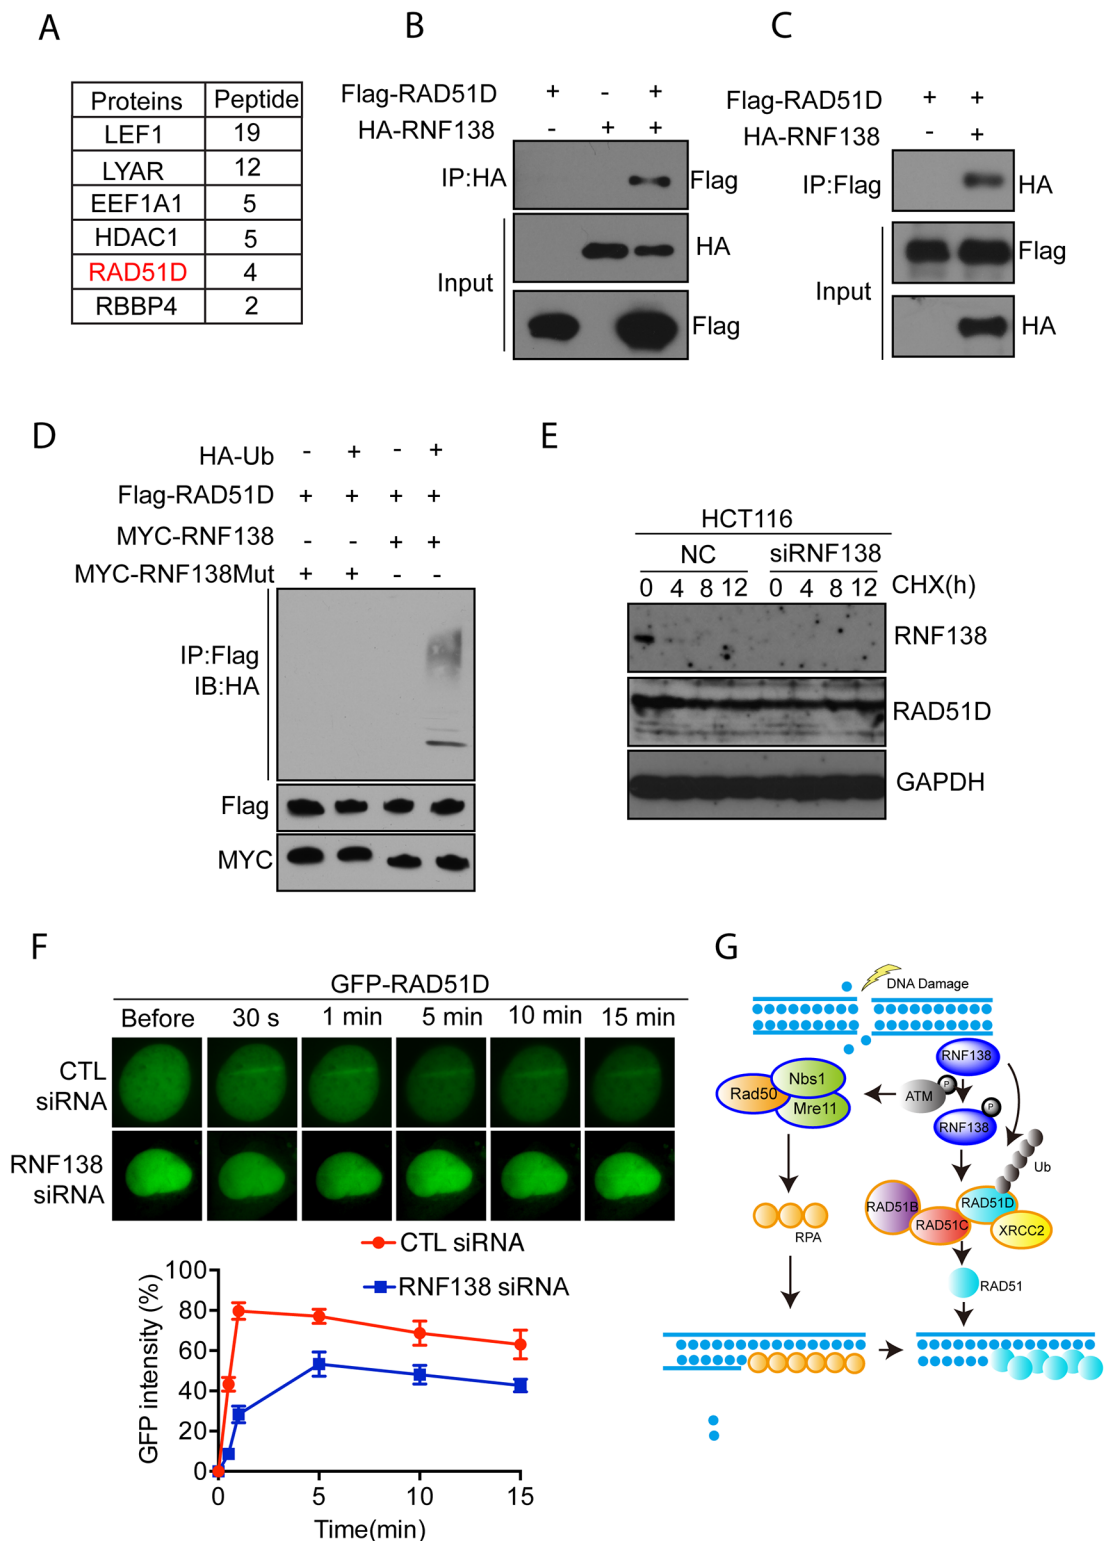 A
Proteins Peptide
LEF1 19
LYAR 12
EEF1A1 5
HDAC1 5
RAD51D 4
RBBP4 2
B
Flag-RAD51D + - +
HA-RNF138 - + +
IP:HA Flag
HA
Input
Flag
C
Flag-RAD51D + +
HA-RNF138 - +
IP:Flag HA
Flag
Input
HA
D
HA-Ub - + - +
Flag-RAD51D + + + +
MYC-RNF138 - - + +
MYC-RNF138Mut + + - -
IP:Flag
IB:HA
Flag
MYC
E
HCT116
NC siRNF138
0 4 8 12 0 4 8 12 CHX(h)
RNF138
RAD51D
GAPDH
F
GFP-RAD51D
Before 30 s 1 min 5 min 10 min 15 min
CTL
siRNA
RNF138
siRNA
CTL siRNA
RNF138 siRNA
GFP intensity (%)
100
80
60
40
20
0
0 5 10 15
Time(min)
G
DNA Damage
RNF138
P
ATM
Nbs1
Rad50
Mre11
P
RNF138
Ub
RAD51B
RAD51C
RAD51D
XRCC2
RPA
RAD51